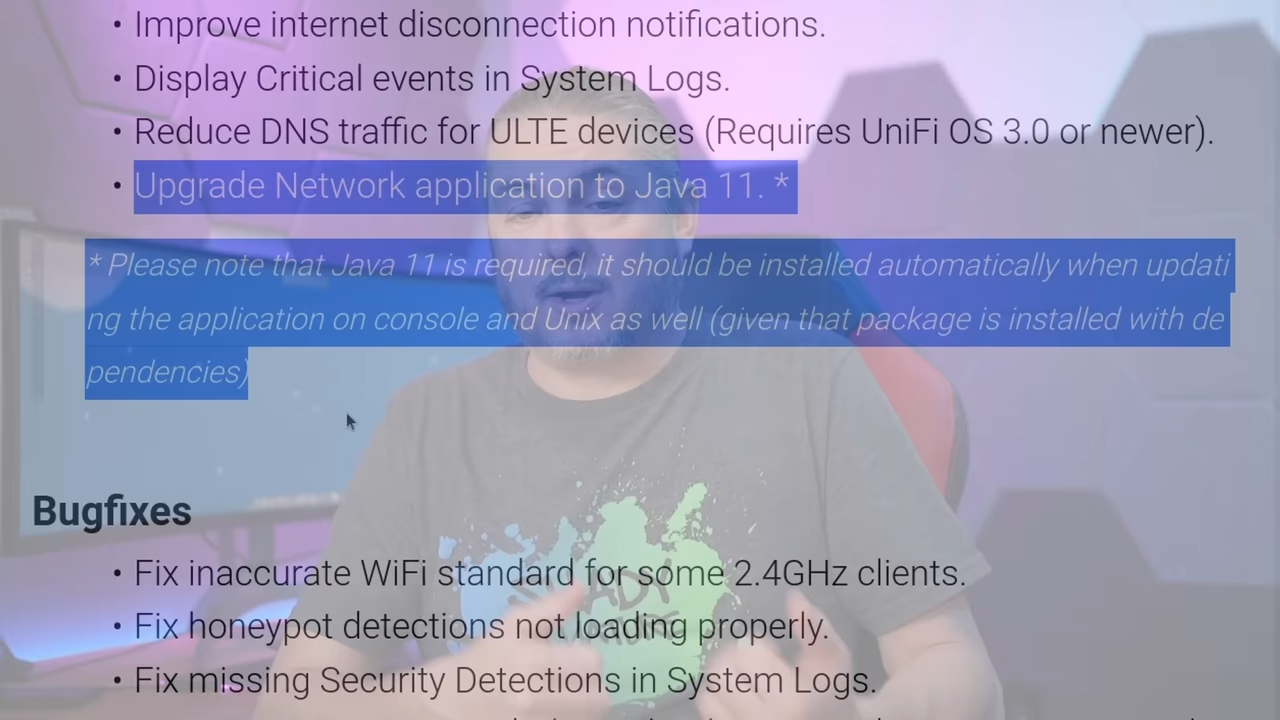 • Improve internet disconnection notifications.
• Display Critical events in System Logs.
• Reduce DNS traffic for ULTE devices (Requires UniFi OS 3.0 or newer).
• Upgrade Network application to Java 11. *
* Please note that Java 11 is required, it should be installed automatically when updati
ng the application on console and Unix as well (given that package is installed with de
pendencies)
Bugfixes
• Fix inaccurate WiFi standard for some 2.4GHz clients.
• Fix honeypot detections not loading properly.
• Fix missing Security Detections in System Logs.